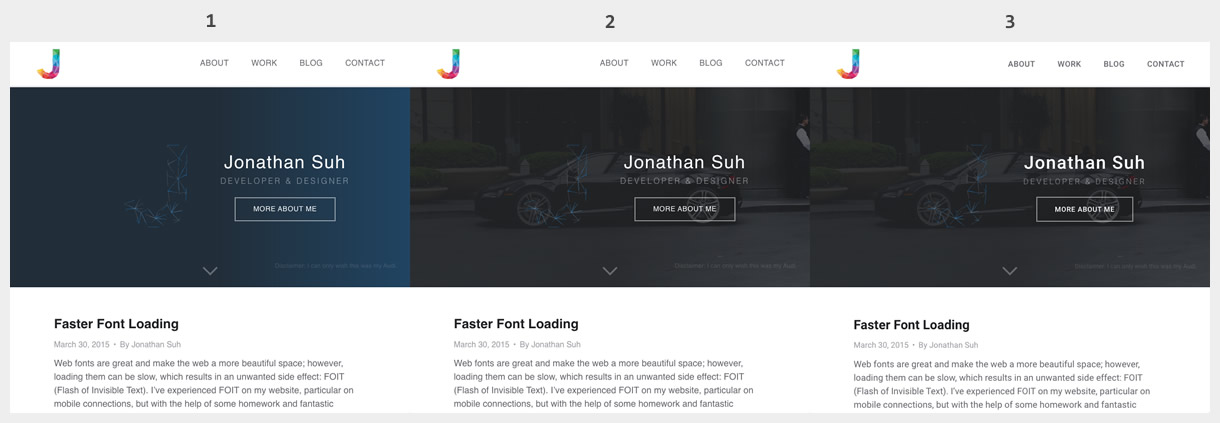 1
2
3
J
ABOUT WORK BLOG CONTACT
Jonathan Suh
DEVELOPER & DESIGNER
MORE ABOUT ME
Disclaimer: I can only wish this was my Audi.
Faster Font Loading
March 30, 2015 • By Jonathan Suh
Web fonts are great and make the web a more beautiful space; however,
loading them can be slow, which results in an unwanted side effect: FOIT
(Flash of Invisible Text). I've experienced FOIT on my website, particular on
mobile connections, but with the help of some homework and fantastic
J
ABOUT WORK BLOG CONTACT
Jonathan Suh
DEVELOPER & DESIGNER
MORE ABOUT ME
Disclaimer: I can only wish this was my Audi.
Faster Font Loading
March 30, 2015 • By Jonathan Suh
Web fonts are great and make the web a more beautiful space; however,
loading them can be slow, which results in an unwanted side effect: FOIT
(Flash of Invisible Text). I've experienced FOIT on my website, particular on
mobile connections, but with the help of some homework and fantastic
J
ABOUT WORK BLOG CONTACT
Jonathan Suh
DEVELOPER & DESIGNER
MORE ABOUT ME
Disclaimer: I can only wish this was my Audi.
Faster Font Loading
March 30, 2015 • By Jonathan Suh
Web fonts are great and make the web a more beautiful space; however,
loading them can be slow, which results in an unwanted side effect: FOIT
(Flash of Invisible Text). I've experienced FOIT on my website, particular on
mobile connections, but with the help of some homework and fantastic